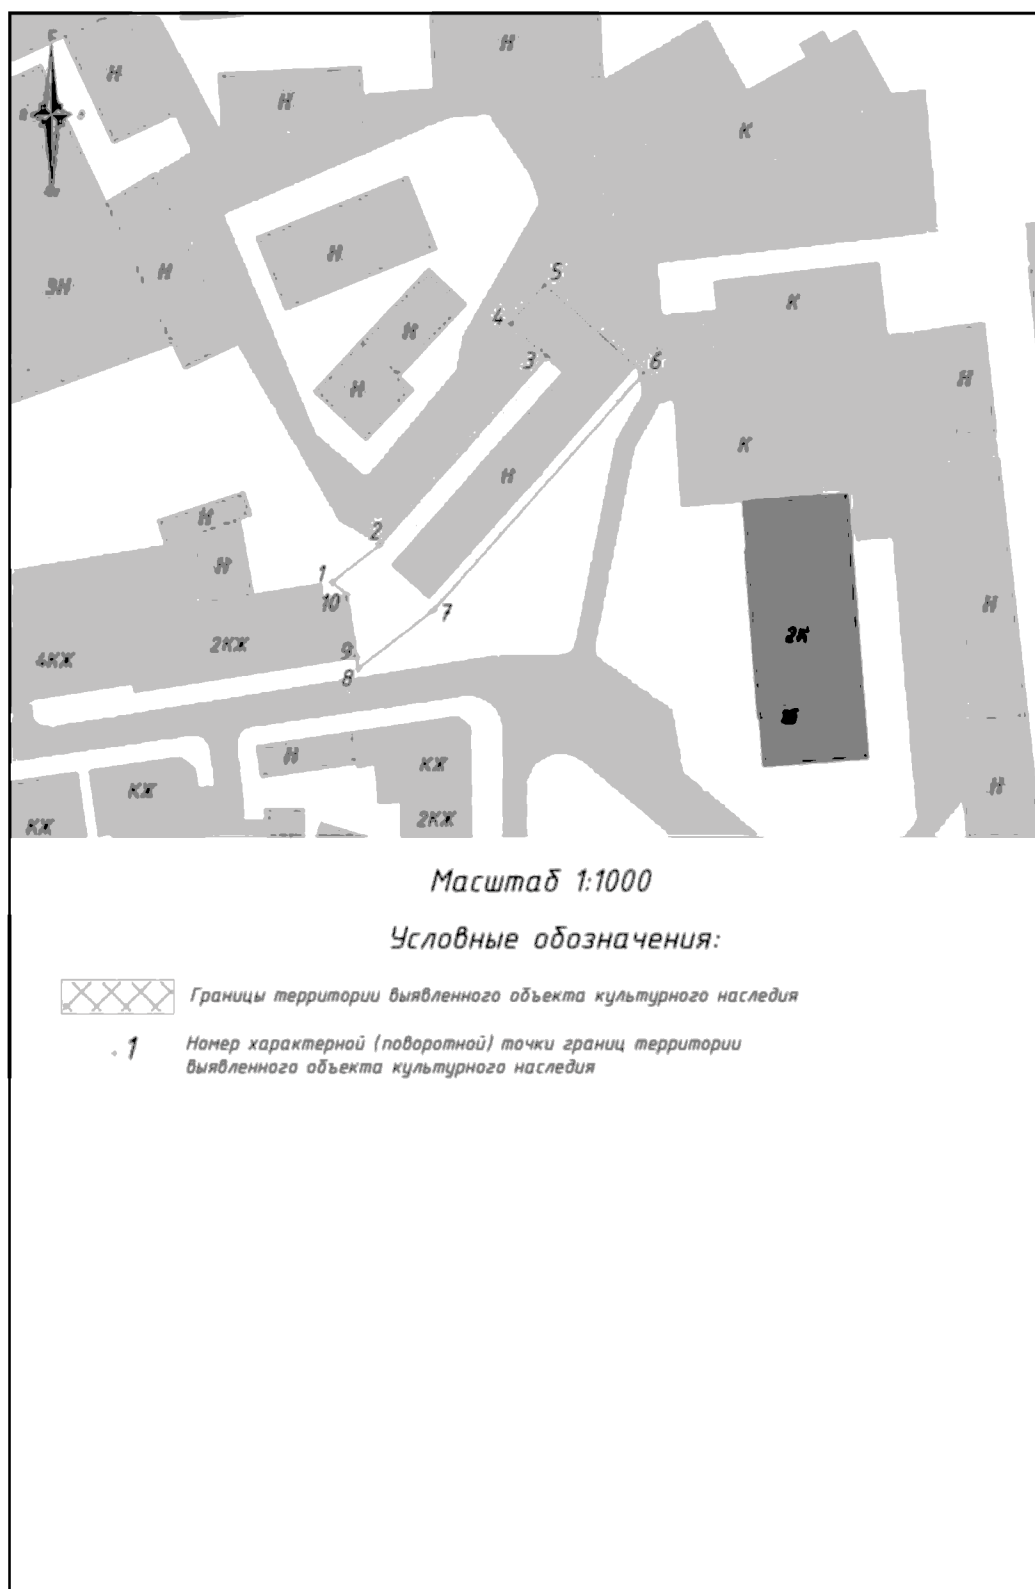 Н
Н
Н
К
Н
3Н
Н
5
4
К
Н
3
6
Н
Н
К
Н
Н
2
Н
1
10
7
Н
2К
2КЖ
9
4КЖ
8
Н
КЖ
КЖ
Н
2КЖ
КЖ
Масштаб 1:1000
Условные обозначения:
Границы территории выявленного объекта культурного наследия
1 Номер характерной (поворотной) точки границ территории
выявленного объекта культурного наследия